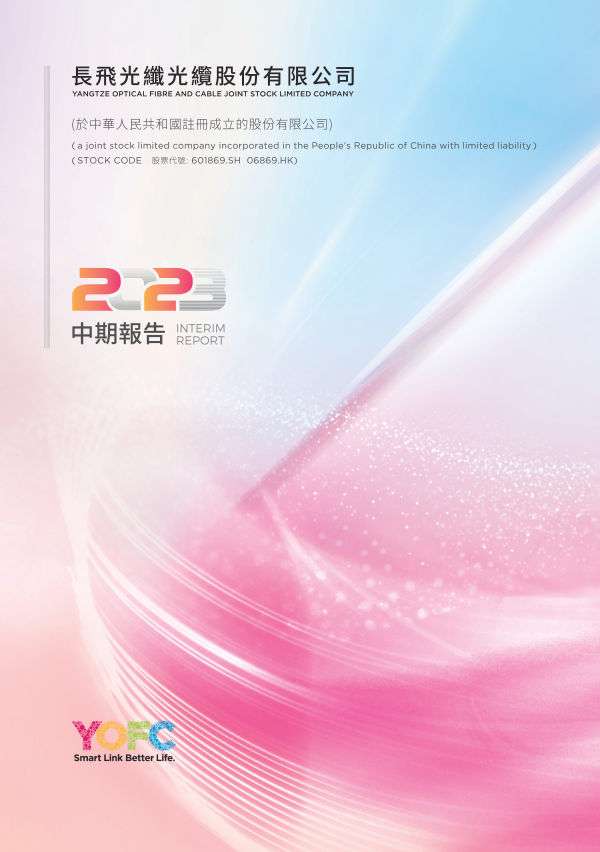 長飛光纖光纜股份有限公司
YANGTZE OPTICAL FIBRE AND CABLE JOINT STOCK LIMITED COMPANY
(於中華人民共和國註冊成立的股份有限公司)
(a joint stock limited company incorporated in the People's Republic of China with limited liability)
(STOCK CODE 股票代號: 601869.SH 06869.HK)
2023
中期報告 INTERIM
REPORT
YOFC
Smart Link Better Life.